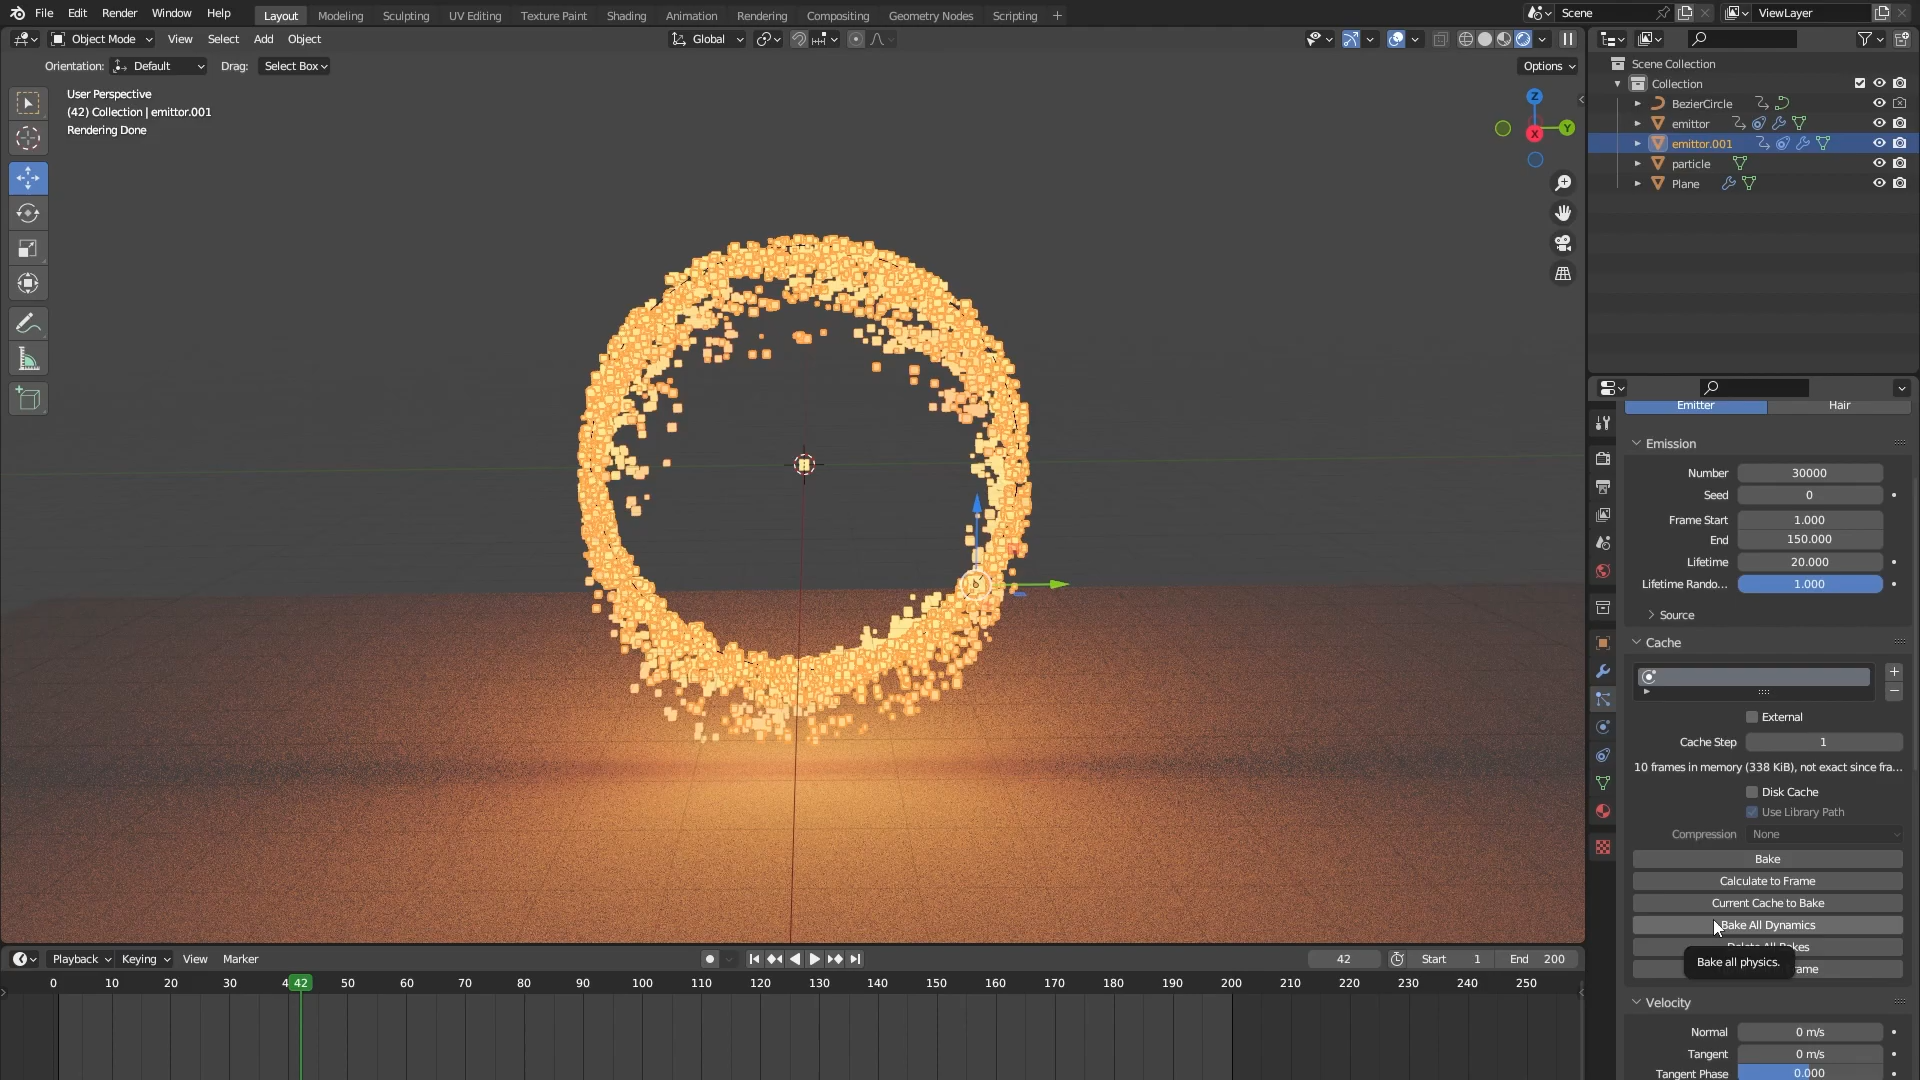 File Edit Render Window Help Layout Modeling Sculpting UV Editing Texture Paint Shading Animation Rendering Compositing Geometry Nodes Scripting + Scene ViewLayer
Object Mode View Select Add Object Global
Orientation: Default Drag: Select Box Options
User Perspective
(42) Collection | emittor.001
Rendering Done
Z
Y
X
Scene Collection
Collection
BezierCircle
emittor
emittor.001
particle
Plane
Emitter Hair
Emission
Number 30000
Seed 0
Frame Start 1.000
End 150.000
Lifetime 20.000
Lifetime Rando... 1.000
Source
Cache
External
Cache Step 1
10 frames in memory (338 KiB), not exact since fra...
Disk Cache
Use Library Path
Compression None
Bake
Calculate to Frame
Current Cache to Bake
Bake All Dynamics
Bake all physics.
Velocity
Normal 0 m/s
Tangent 0 m/s
Tangent Phase 0.000
Playback Keying View Marker 42 Start 1 End 200
0 10 20 30 42 50 60 70 80 90 100 110 120 130 140 150 160 170 180 190 200 210 220 230 240 250